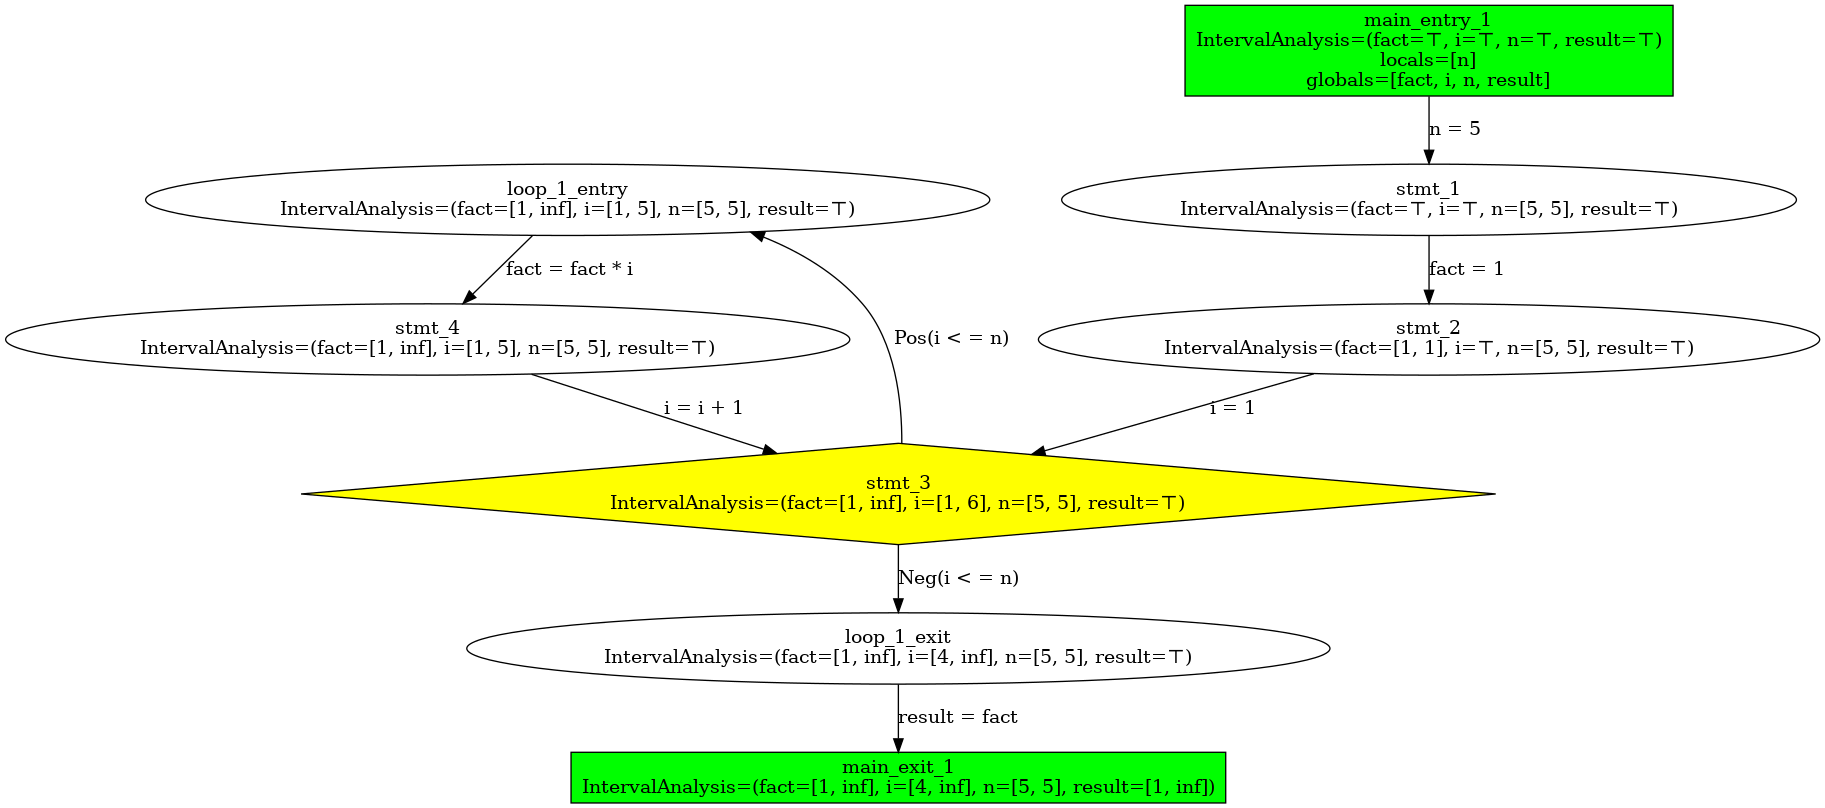 main_entry_1
IntervalAnalysis=(fact=⊤, i=⊤, n=⊤, result=⊤)
locals=[n]
globals=[fact, i, n, result]
n = 5
loop_1_entry
IntervalAnalysis=(fact=[1, inf], i=[1, 5], n=[5, 5], result=⊤)
stmt_1
IntervalAnalysis=(fact=⊤, i=⊤, n=[5, 5], result=⊤)
fact = fact * i
fact = 1
stmt_4
IntervalAnalysis=(fact=[1, inf], i=[1, 5], n=[5, 5], result=⊤)
Pos(i < = n)
stmt_2
IntervalAnalysis=(fact=[1, 1], i=⊤, n=[5, 5], result=⊤)
i = i + 1
i = 1
stmt_3
IntervalAnalysis=(fact=[1, inf], i=[1, 6], n=[5, 5], result=⊤)
Neg(i < = n)
loop_1_exit
IntervalAnalysis=(fact=[1, inf], i=[4, inf], n=[5, 5], result=⊤)
result = fact
main_exit_1
IntervalAnalysis=(fact=[1, inf], i=[4, inf], n=[5, 5], result=[1, inf])